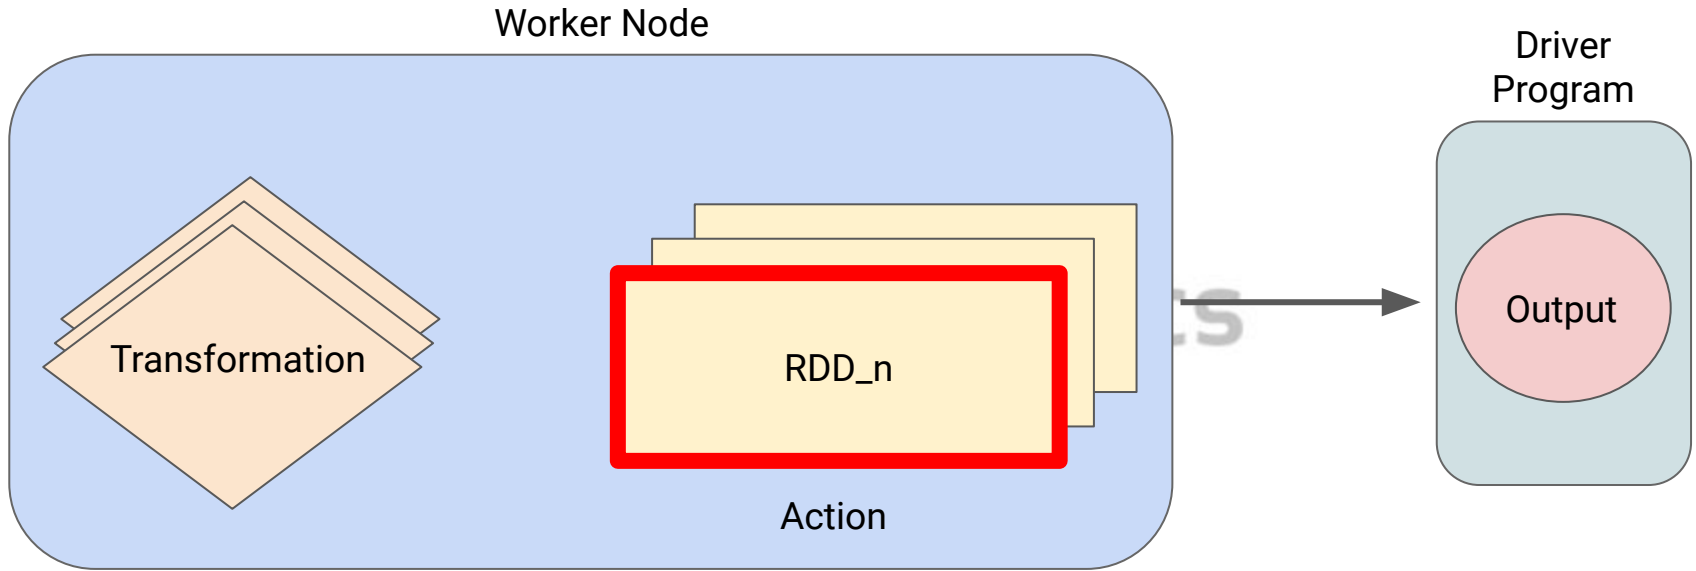 Worker Node
Driver
Program
Transformation
RDD_n
Output
Action